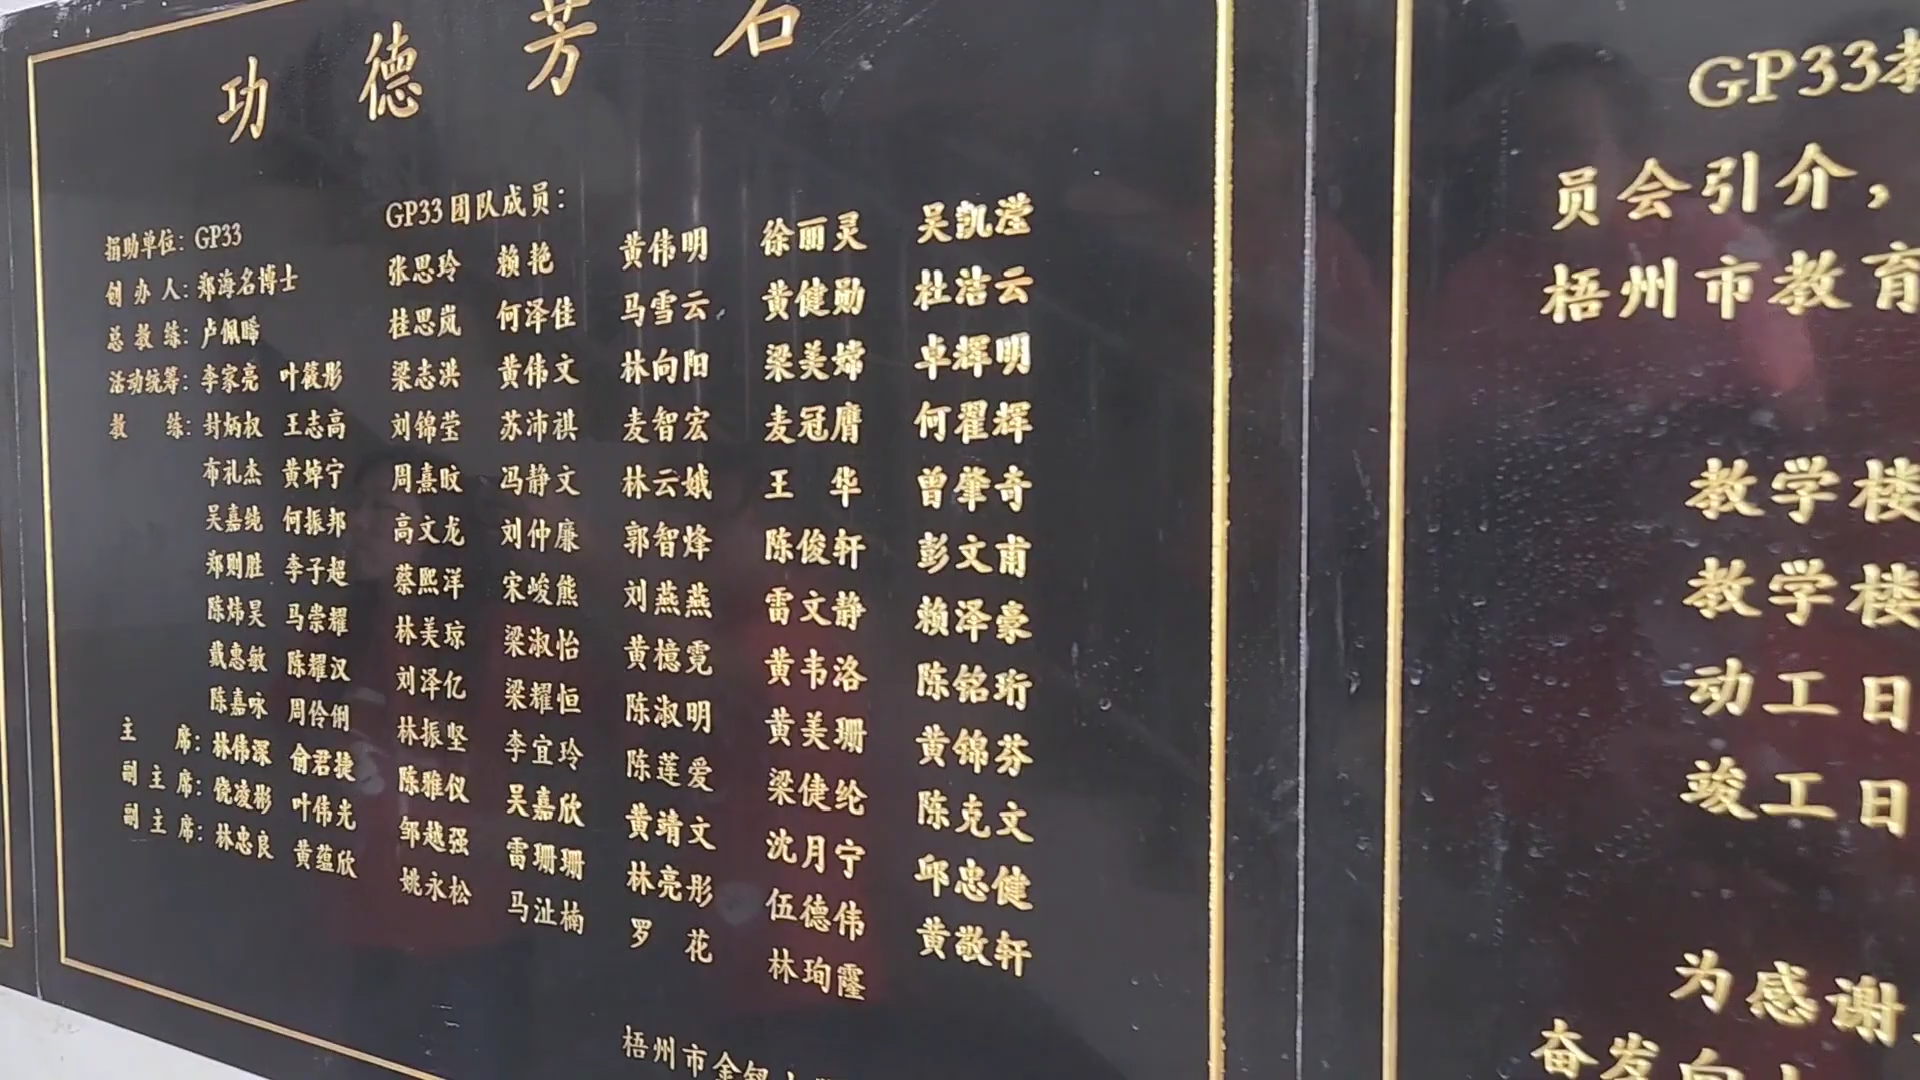 功德芳名
捐助单位: GP33
创办人: 郑海名博士
总教练: 卢佩晞
活动统筹: 李家亮 叶筱彤
教练: 封炳权 王志高
布礼杰 黄婥宁
吴嘉纯 何振邦
郑则胜 李子超
陈炜昊 马崇耀
戴惠敏 陈耀汉
陈嘉咏 周伶俐
主席: 林伟深 俞君捷
副主席: 饶凌彬 叶伟光
副主席: 林忠良 黄蕴欣
GP33团队成员:
张思玲 赖艳 黄伟明 徐丽灵 吴凯滢
桂思岚 何泽佳 马雪云 黄健勋 杜洁云
梁志洪 黄伟文 林向阳 梁美嫦 卓辉明
刘锦莹 苏沛祺 麦智宏 麦冠膺 何翟辉
周熹旼 冯静文 林云娥 王华 曾肇奇
高文龙 刘仲廉 郭智烽 陈俊轩 彭文甫
蔡熙洋 宋峻熊 刘燕燕 雷文静 赖泽豪
林美琼 梁淑怡 黄檍霓 黄韦洛 陈铭珩
刘泽亿 梁耀恒 陈淑明 黄美珊 黄锦芬
林振坚 李宜玲 陈莲爱 梁倢纶 陈克文
陈雅仪 吴嘉欣 黄靖文 沈月宁 邱忠健
邹越强 雷珊珊 林亮彤 伍德伟 黄敬轩
姚永松 马沚楠 罗花 林珣霳
梧州市金
GP33教
员会引介，
梧州市教育
教学楼
教学楼
动工日
竣工日
为感谢
奋发向